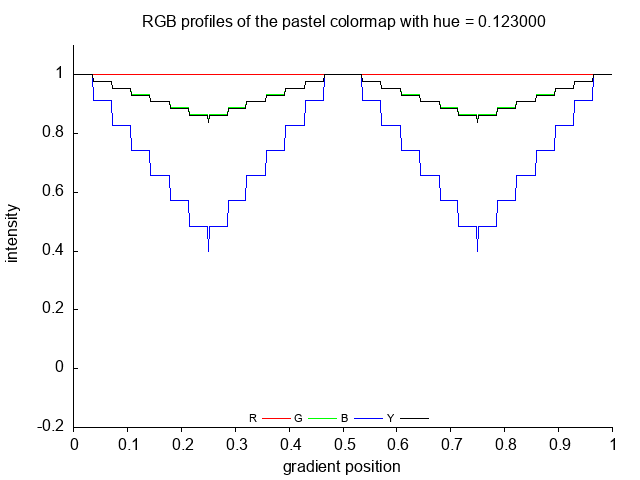 RGB profiles of the pastel colormap with hue = 0.123000
1
0.8
0.6
0.4
0.2
0
-0.2
intensity
R G B Y
0 0.1 0.2 0.3 0.4 0.5 0.6 0.7 0.8 0.9 1
gradient position